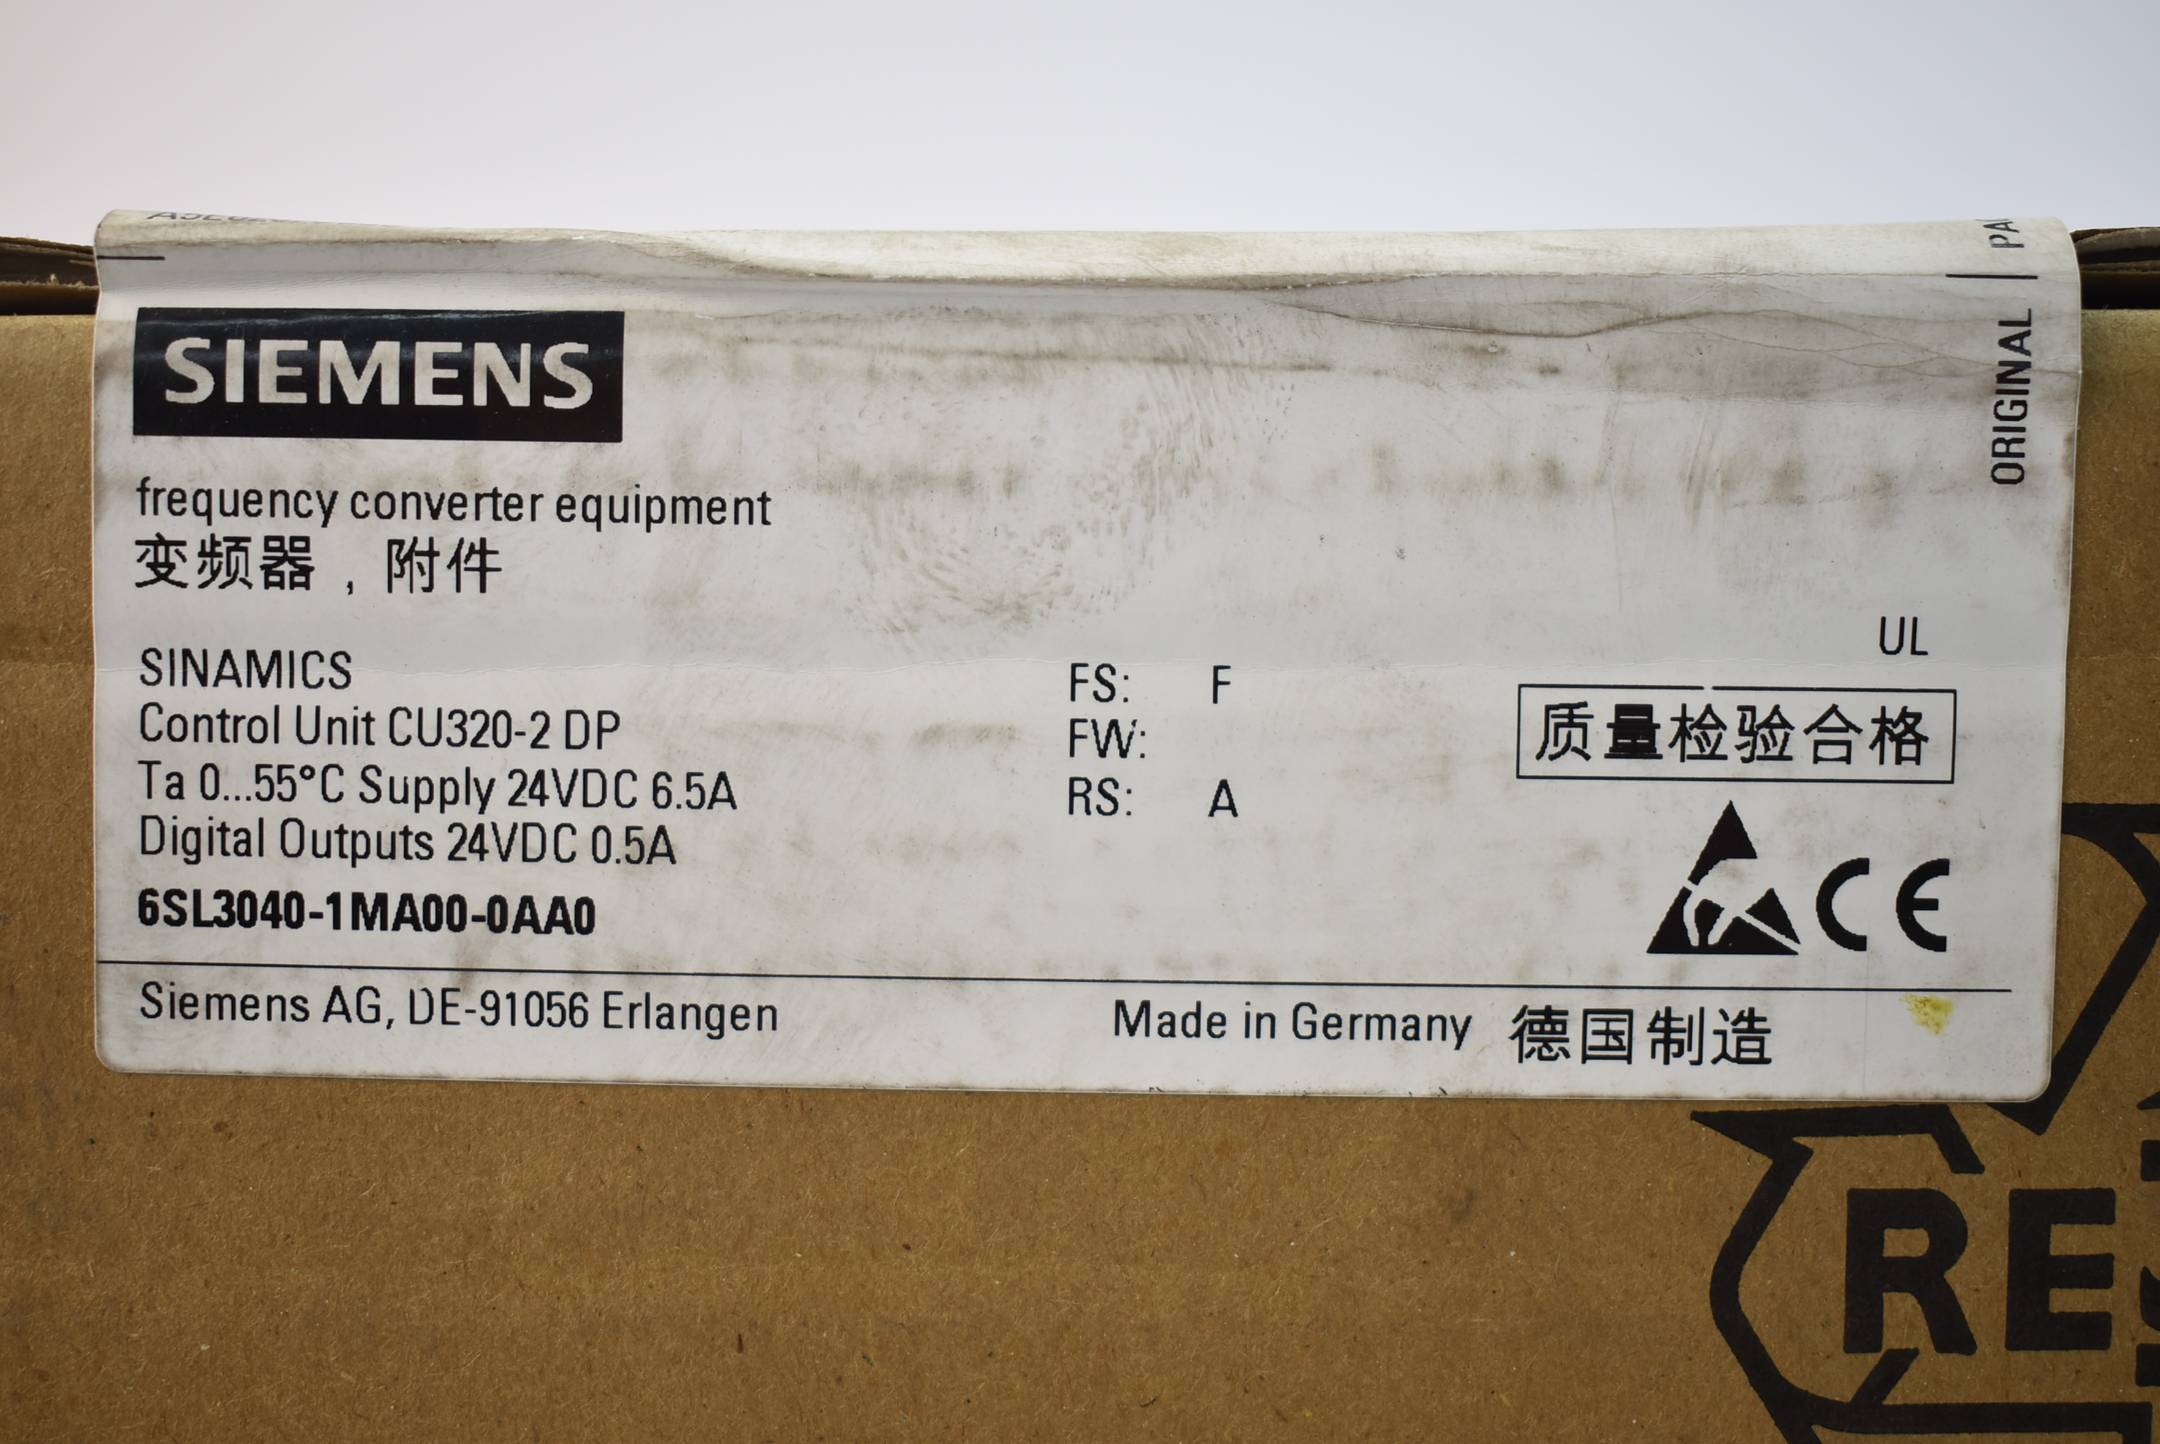 SIEMENS
ORIGINAL
frequency converter equipment
变频器，附件
SINAMICS
Control Unit CU320-2 DP
Ta 0...55°C Supply 24VDC 6.5A
Digital Outputs 24VDC 0.5A
6SL3040-1MA00-0AA0
FS: F
FW:
RS: A
UL
质量检验合格
CE
Siemens AG, DE-91056 Erlangen
Made in Germany 德国制造
RE